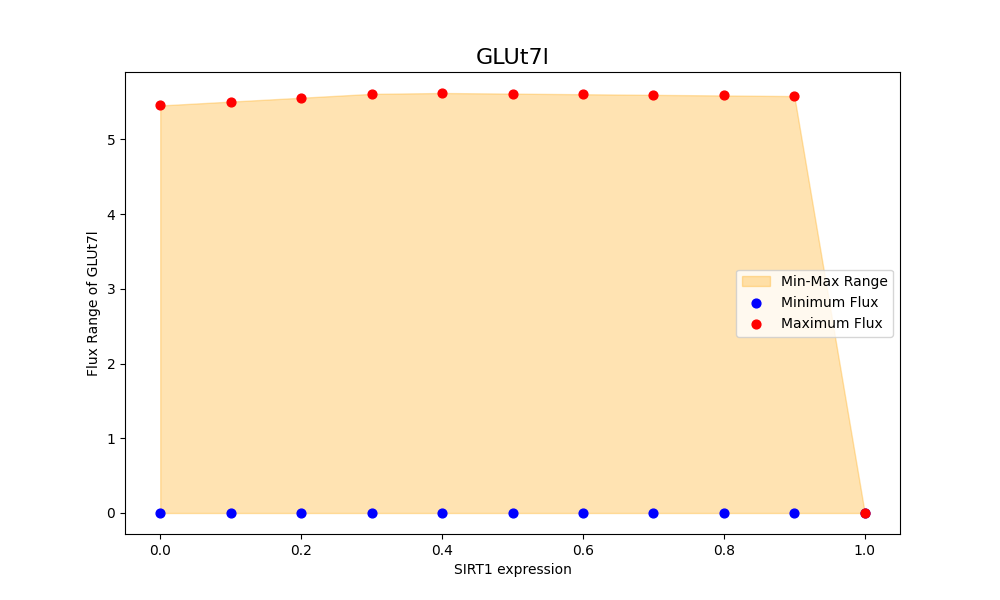 GLUt7l
Flux Range of GLUt7l
5
4
3
2
1
0
Min-Max Range
Minimum Flux
Maximum Flux
0.0 0.2 0.4 0.6 0.8 1.0
SIRT1 expression